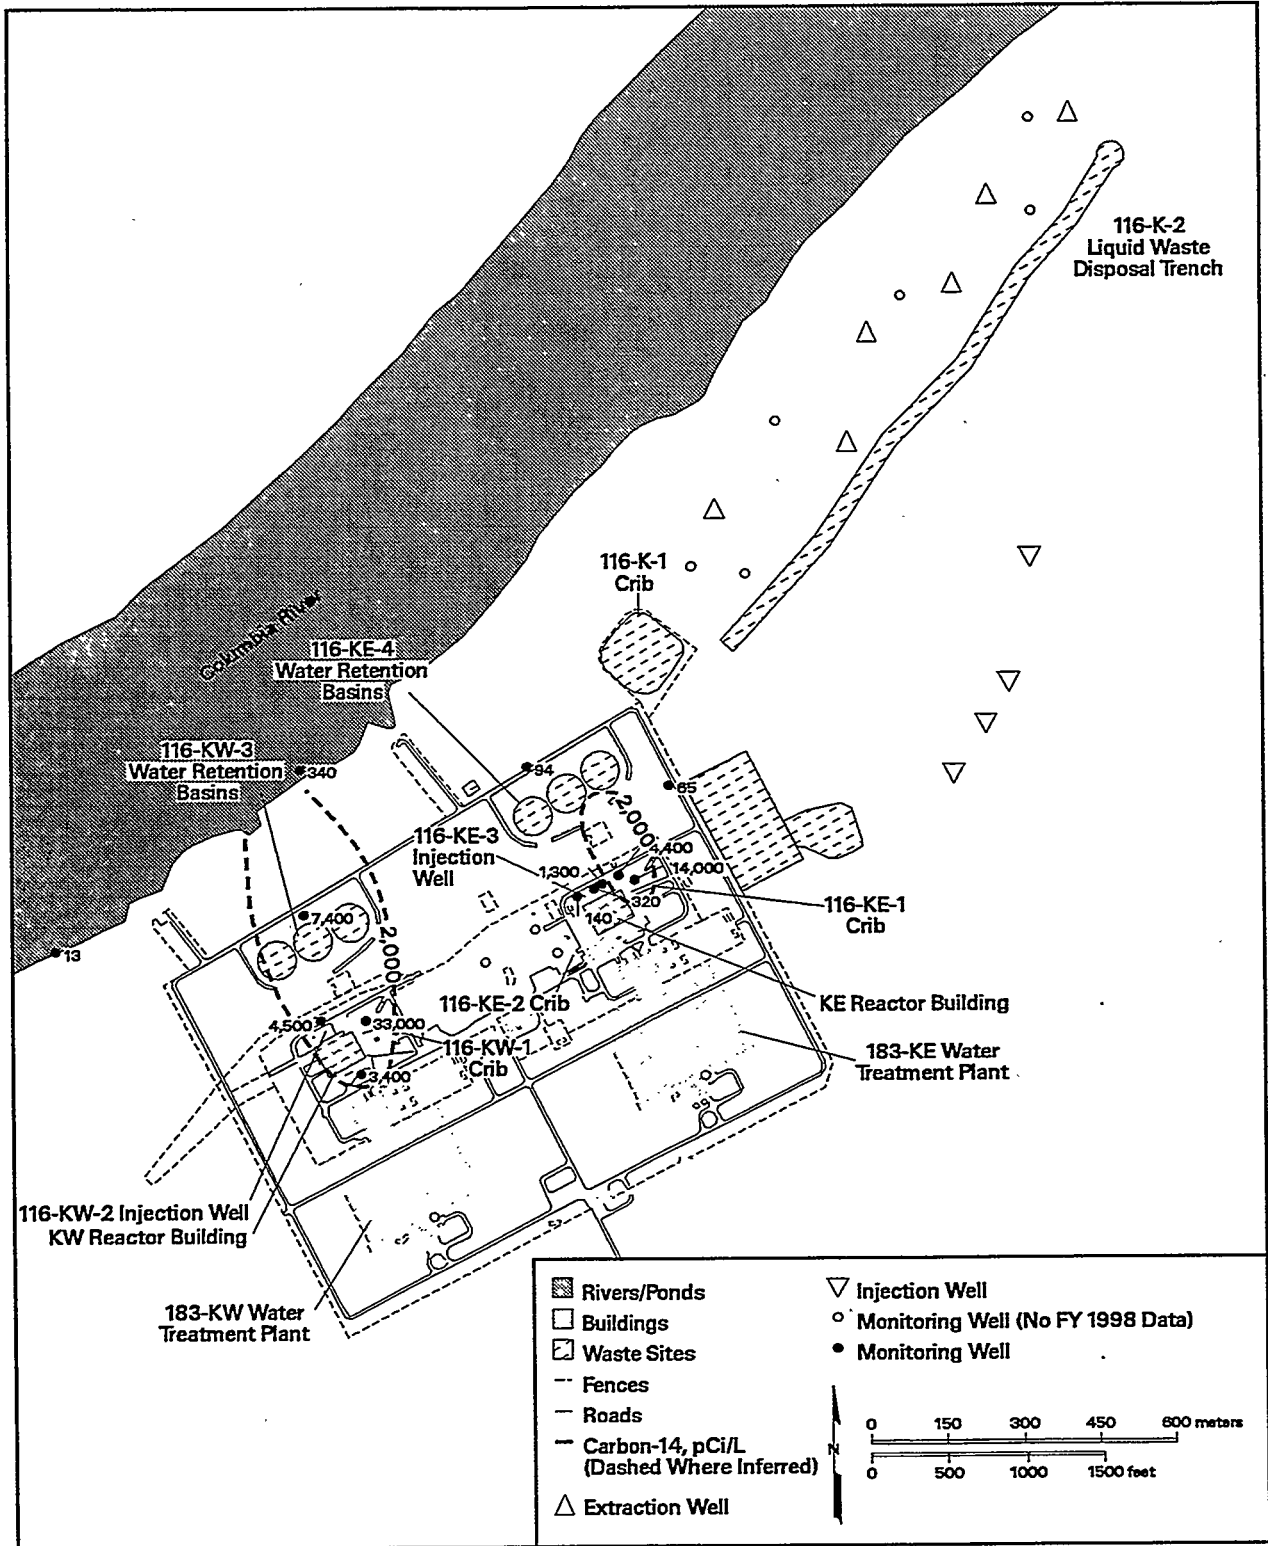 116-K-2
Liquid Waste
Disposal Trench
116-K-1
Crib
Columbia River
116-KE-4
Water Retention
Basins
116-KW-3
Water Retention
Basins
340
94
65
2,000
116-KE-3
Injection
Well
4,400
1,300
14,000
320
140
116-KE-1
Crib
7,400
13
2,000
116-KE-2 Crib
KE Reactor Building
4,500
33,000
116-KW-1
Crib
3,400
183-KE Water
Treatment Plant
116-KW-2 Injection Well
KW Reactor Building
183-KW Water
Treatment Plant
Rivers/Ponds
Buildings
Waste Sites
Fences
Roads
Carbon-14, pCi/L
(Dashed Where Inferred)
Extraction Well
Injection Well
Monitoring Well (No FY 1998 Data)
Monitoring Well
N
0 150 300 450 600 meters
0 500 1000 1500 feet